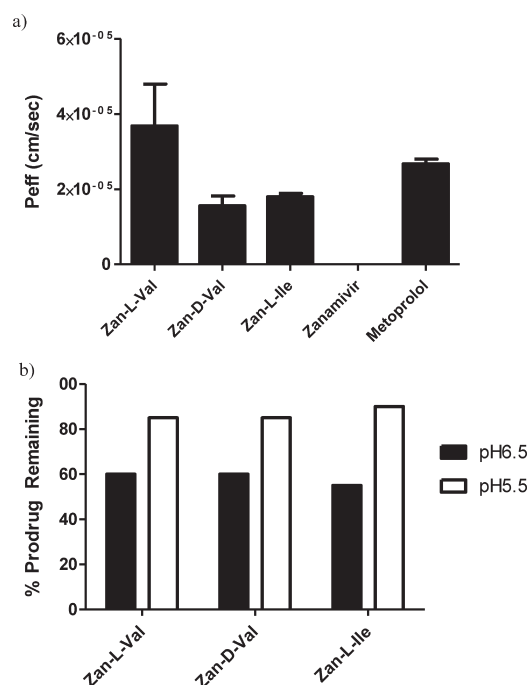 a)
6×10⁻⁰⁵
4×10⁻⁰⁵
2×10⁻⁰⁵
0
Peff (cm/sec)
Zan-L-Val
Zan-D-Val
Zan-L-Ile
Zanamivir
Metoprolol
b)
00
80
60
40
20
0
% Prodrug Remaining
Zan-L-Val
Zan-D-Val
Zan-L-Ile
pH6.5
pH5.5